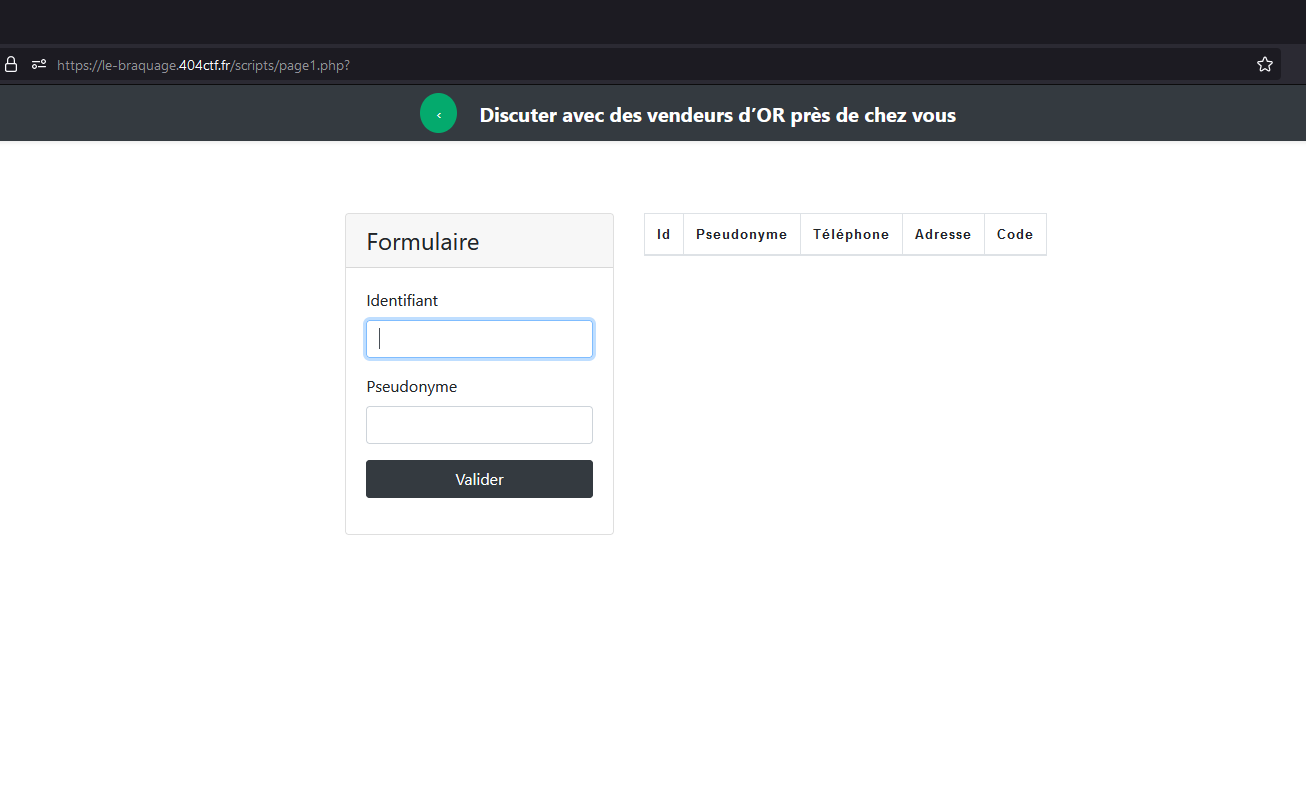 https://le-braquage.404ctf.fr/scripts/page1.php?
‹ Discuter avec des vendeurs d’OR près de chez vous
Formulaire
Identifiant
Pseudonyme
Valider
Id Pseudonyme Téléphone Adresse Code